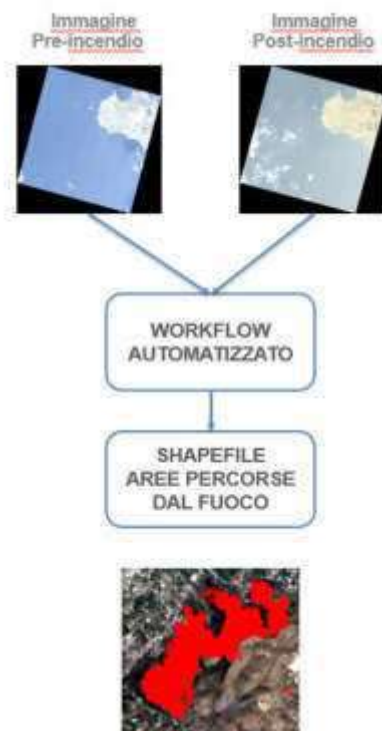 Immagine
Pre-incendio
Immagine
Post-incendio
WORKFLOW
AUTOMATIZZATO
SHAPEFILE
AREE PERCORSE
DAL FUOCO